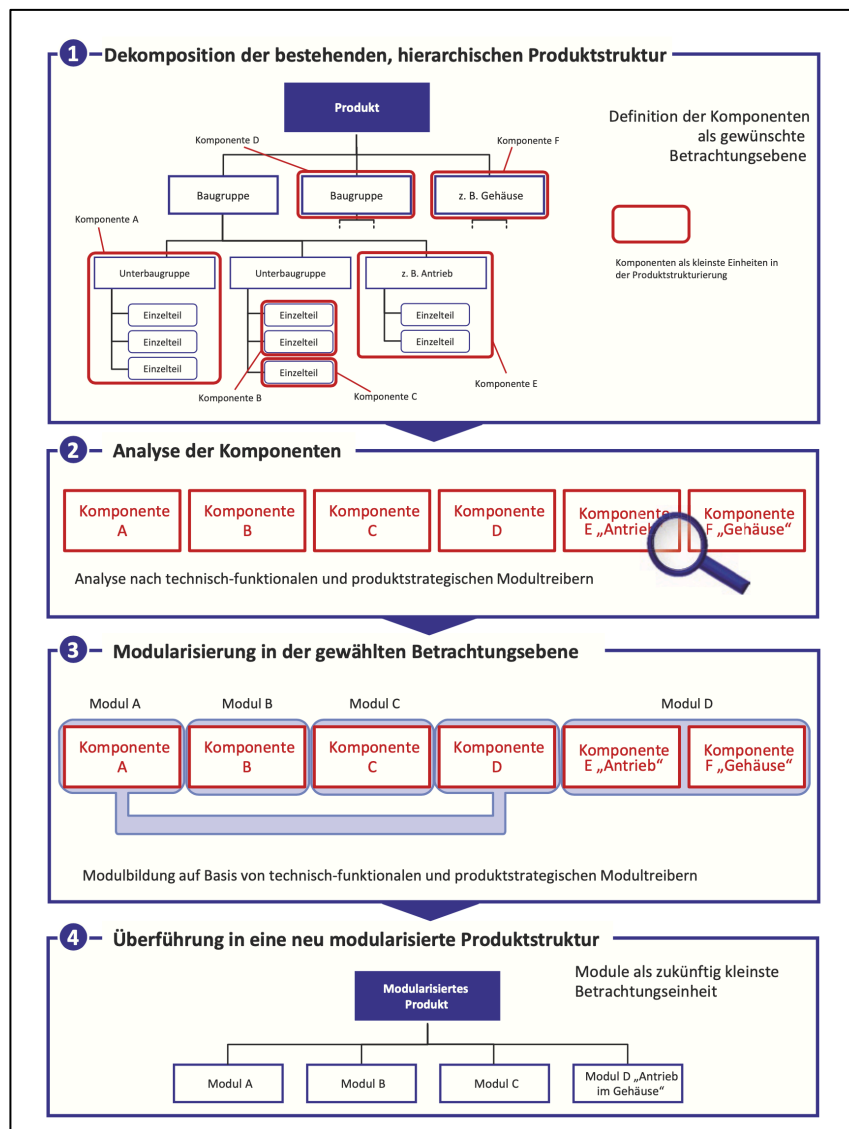 1 Dekomposition der bestehenden, hierarchischen Produktstruktur
Produkt
Definition der Komponenten
als gewünschte
Betrachtungsebene
Komponente D
Komponente F
Baugruppe
Baugruppe
z. B. Gehäuse
Komponente A
Komponenten als kleinste Einheiten in
der Produktstrukturierung
Unterbaugruppe
Unterbaugruppe
z. B. Antrieb
Einzelteil
Einzelteil
Einzelteil
Einzelteil
Einzelteil
Einzelteil
Einzelteil
Einzelteil
Komponente B
Komponente C
Komponente E
2 Analyse der Komponenten
Komponente
A
Komponente
B
Komponente
C
Komponente
D
Komponente
E „Antrieb“
Komponente
F „Gehäuse“
Analyse nach technisch-funktionalen und produktstrategischen Modultreibern
3 Modularisierung in der gewählten Betrachtungsebene
Modul A
Modul B
Modul C
Modul D
Komponente
A
Komponente
B
Komponente
C
Komponente
D
Komponente
E „Antrieb“
Komponente
F „Gehäuse“
Modulbildung auf Basis von technisch-funktionalen und produktstrategischen Modultreibern
4 Überführung in eine neu modularisierte Produktstruktur
Modularisiertes
Produkt
Module als zukünftig kleinste
Betrachtungseinheit
Modul A
Modul B
Modul C
Modul D „Antrieb
im Gehäuse“